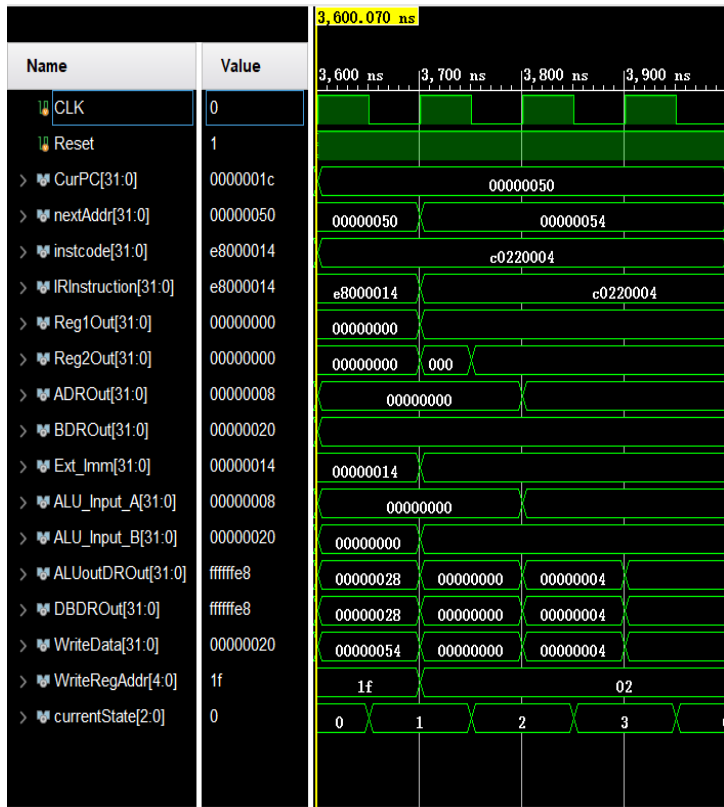 3,600.070 ns
Name Value
3,600 ns 3,700 ns 3,800 ns 3,900 ns
CLK 0
Reset 1
CurPC[31:0] 0000001c 00000050
nextAddr[31:0] 00000050 00000050 00000054
instcode[31:0] e8000014 c0220004
IRInstruction[31:0] e8000014 e8000014 c0220004
Reg1Out[31:0] 00000000 00000000
Reg2Out[31:0] 00000000 00000000 000
ADROut[31:0] 00000008 00000000
BDROut[31:0] 00000020
Ext_Imm[31:0] 00000014 00000014
ALU_Input_A[31:0] 00000008 00000000
ALU_Input_B[31:0] 00000020 00000000
ALUoutDROut[31:0] ffffffe8 00000028 00000000 00000004
DBDROut[31:0] ffffffe8 00000028 00000000 00000004
WriteData[31:0] 00000020 00000054 00000000 00000004
WriteRegAddr[4:0] 1f 1f 02
currentState[2:0] 0 0 1 2 3